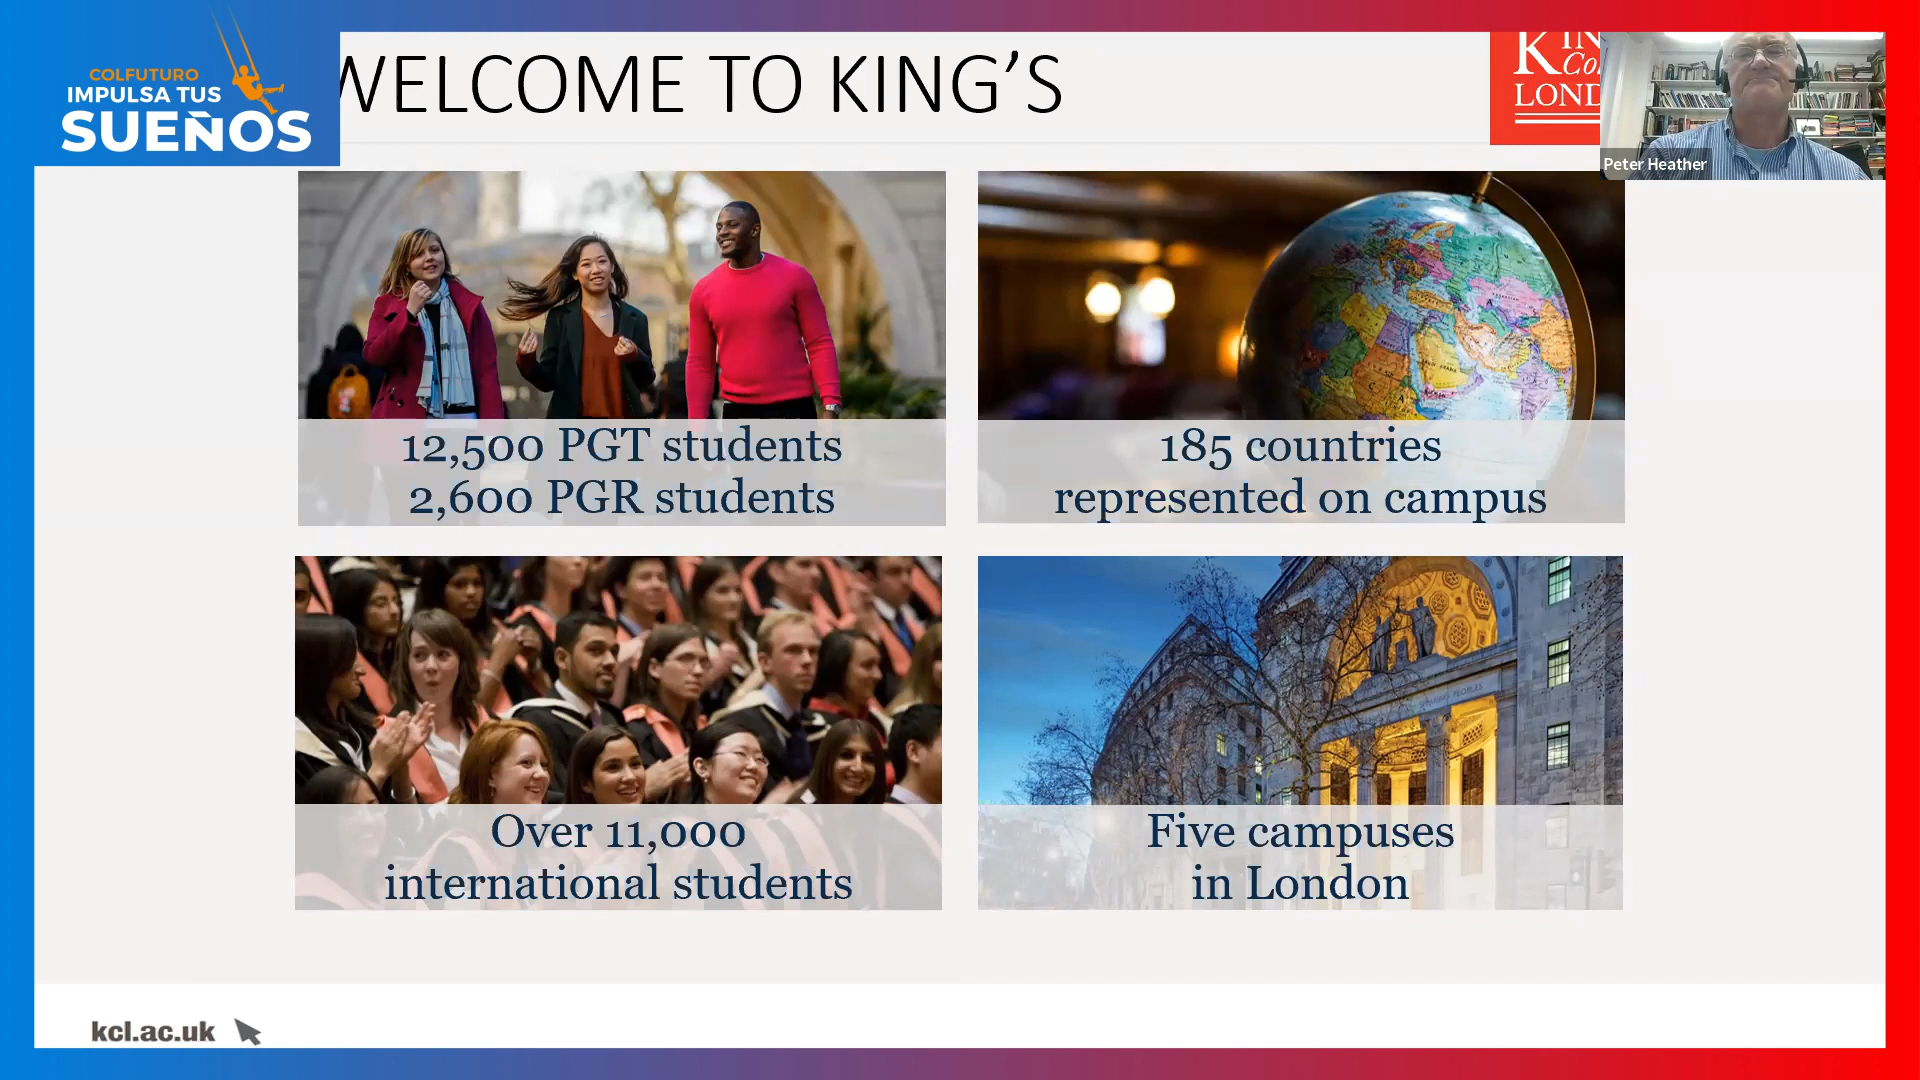 COLFUTURO
IMPULSA TUS
SUEÑOS
WELCOME TO KING'S
LONDON
Peter Heather
12,500 PGT students
2,600 PGR students
185 countries
represented on campus
Over 11,000
international students
Five campuses
in London
kcl.ac.uk